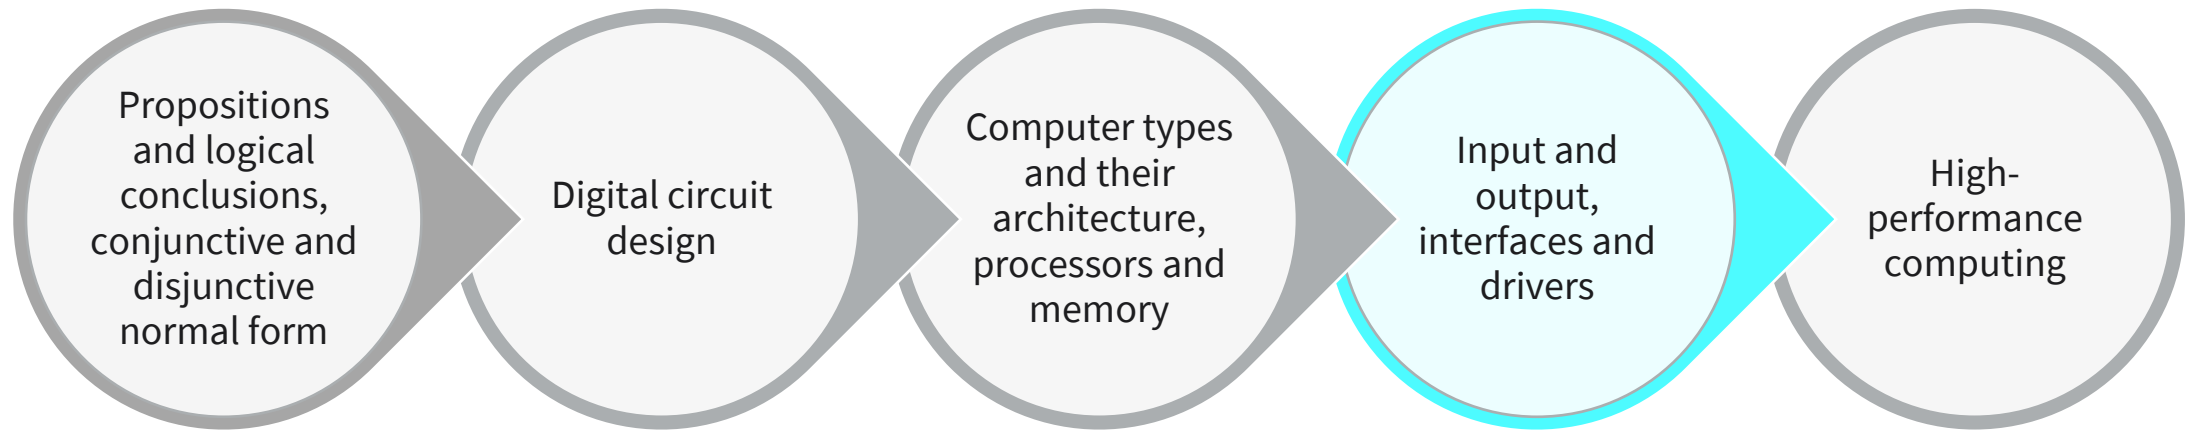 Propositions
and logical
conclusions,
conjunctive and
disjunctive
normal form
Digital circuit
design
Computer types
and their
architecture,
processors and
memory
Input and
output,
interfaces and
drivers
High-
performance
computing